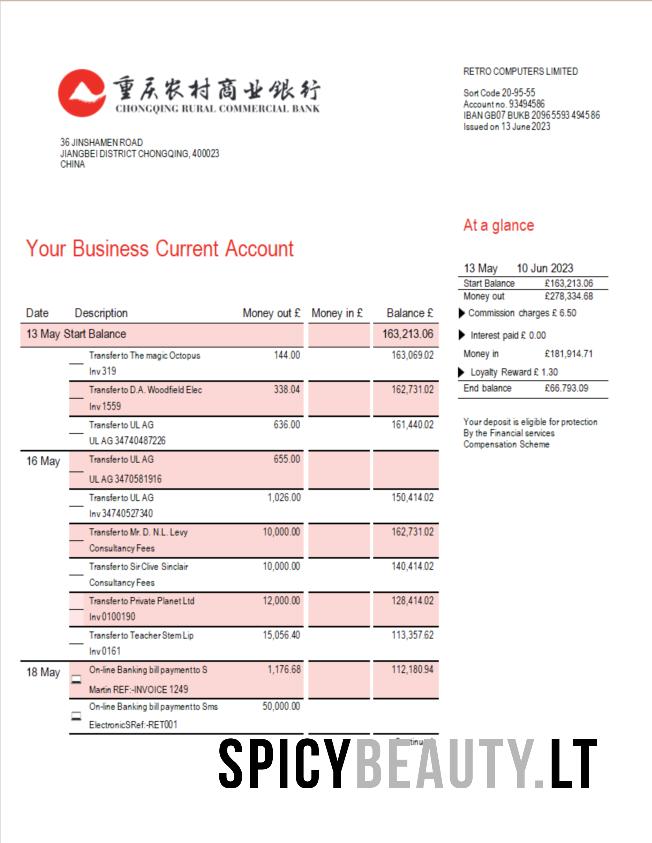 重庆农村商业银行
CHONGQING RURAL COMMERCIAL BANK
36 JINSHAMEN ROAD
JIANGBEI DISTRICT CHONGQING, 400023
CHINA
RETRO COMPUTERS LIMITED
Sort Code 20-95-55
Account no. 93494586
IBAN GB07 BUKB 2096 5593 4945 86
Issued on 13 June 2023
At a glance
13 May 10 Jun 2023
Start Balance £163,213.06
Money out £278,334.68
Commission charges £ 6.50
Interest paid £ 0.00
Money in £181,914.71
Loyalty Reward £ 1.30
End balance £66.793.09
Your deposit is eligible for protection
By the Financial services
Compensation Scheme
Your Business Current Account
Date Description Money out £ Money in £ Balance £
13 May Start Balance 163,213.06
Transfer to The magic Octopus 144.00 163,069.02
Inv 319
Transfer to D.A. Woodfield Elec 338.04 162,731.02
Inv 1559
Transfer to UL AG 636.00 161,440.02
UL AG 34740487226
16 May Transfer to UL AG 655.00
UL AG 3470581916
Transfer to UL AG 1,026.00 150,414.02
Inv 34740527340
Transfer to Mr. D. N.L. Levy 10,000.00 162,731.02
Consultancy Fees
Transfer to Sir Clive Sinclair 10,000.00 140,414.02
Consultancy Fees
Transfer to Private Planet Ltd 12,000.00 128,414.02
Inv 0100190
Transfer to Teacher Stem Lip 15,056.40 113,357.62
Inv 0161
18 May On-line Banking bill payment to S 1,176.68 112,180.94
Martin REF:-INVOICE 1249
On-line Banking bill payment to Sms 50,000.00
ElectronicSRef:-RET001
SPICYBEAUTY.LT